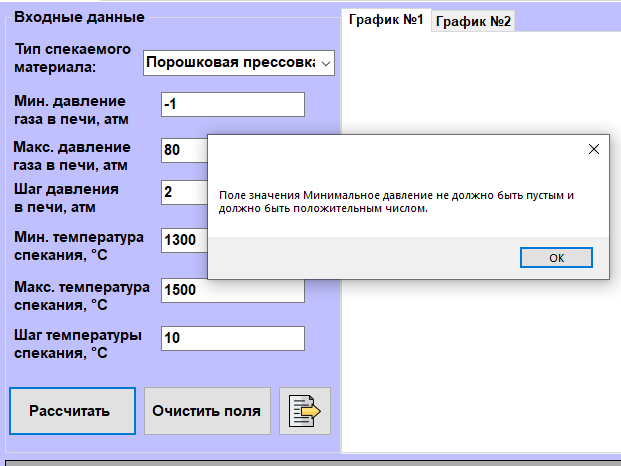 Входные данные
График №1
График №2
Тип спекаемого
материала:
Порошковая прессовка
Мин. давление
газа в печи, атм
-1
Макс. давление
газа в печи, атм
80
Шаг давления
в печи, атм
2
Поле значения Минимальное давление не должно быть пустым и
должно быть положительным числом.
OK
Мин. температура
спекания, °C
1300
Макс. температура
спекания, °C
1500
Шаг температуры
спекания, °C
10
Рассчитать
Очистить поля